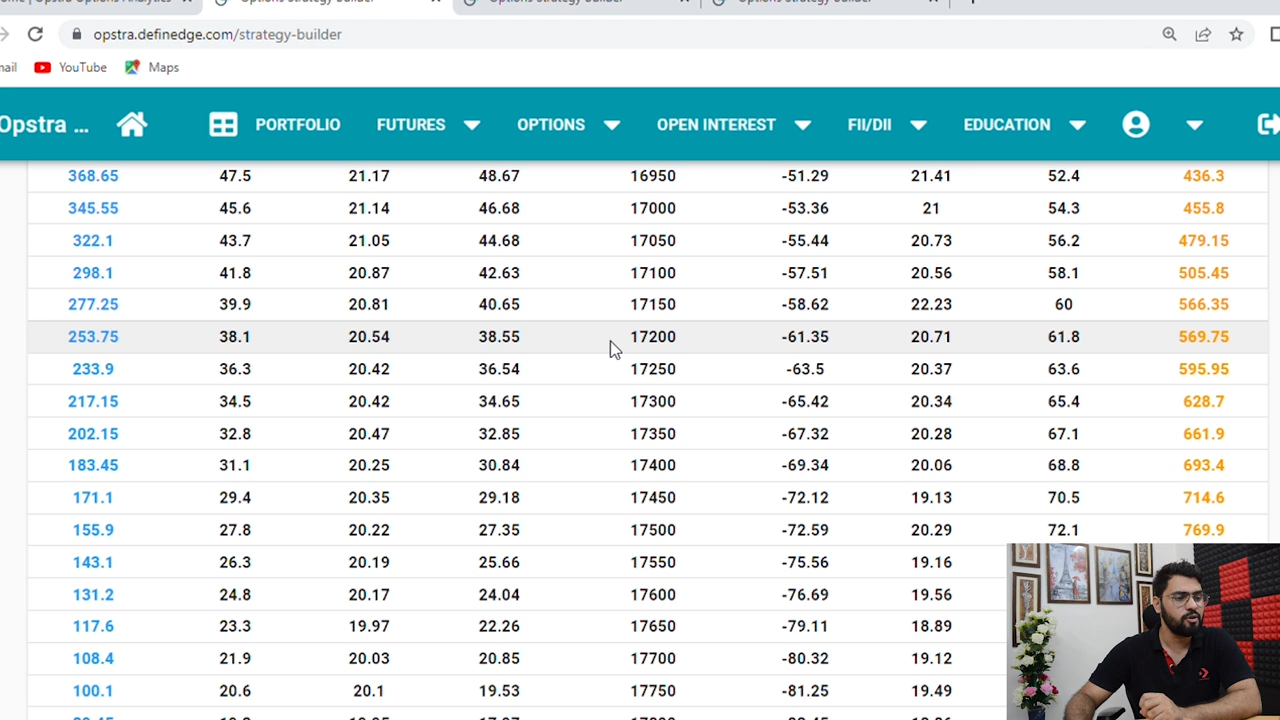 opstra.definedge.com/strategy-builder
YouTube Maps
Opstra ... PORTFOLIO FUTURES OPTIONS OPEN INTEREST FII/DII EDUCATION
368.65 47.5 21.17 48.67 16950 -51.29 21.41 52.4 436.3
345.55 45.6 21.14 46.68 17000 -53.36 21 54.3 455.8
322.1 43.7 21.05 44.68 17050 -55.44 20.73 56.2 479.15
298.1 41.8 20.87 42.63 17100 -57.51 20.56 58.1 505.45
277.25 39.9 20.81 40.65 17150 -58.62 22.23 60 566.35
253.75 38.1 20.54 38.55 17200 -61.35 20.71 61.8 569.75
233.9 36.3 20.42 36.54 17250 -63.5 20.37 63.6 595.95
217.15 34.5 20.42 34.65 17300 -65.42 20.34 65.4 628.7
202.15 32.8 20.47 32.85 17350 -67.32 20.28 67.1 661.9
183.45 31.1 20.25 30.84 17400 -69.34 20.06 68.8 693.4
171.1 29.4 20.35 29.18 17450 -72.12 19.13 70.5 714.6
155.9 27.8 20.22 27.35 17500 -72.59 20.29 72.1 769.9
143.1 26.3 20.19 25.66 17550 -75.56 19.16
131.2 24.8 20.17 24.04 17600 -76.69 19.56
117.6 23.3 19.97 22.28 17650 -79.11 18.89
108.4 21.9 20.03 20.85 17700 -80.32 19.12
100.1 20.6 20.1 19.53 17750 -81.25 19.49